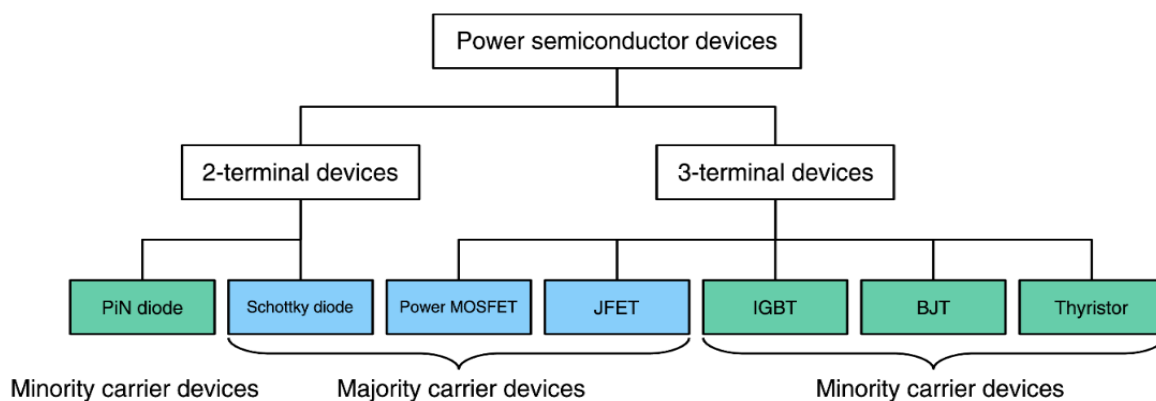 Power semiconductor devices
2-terminal devices
3-terminal devices
PiN diode
Schottky diode
Power MOSFET
JFET
IGBT
BJT
Thyristor
Minority carrier devices
Majority carrier devices
Minority carrier devices